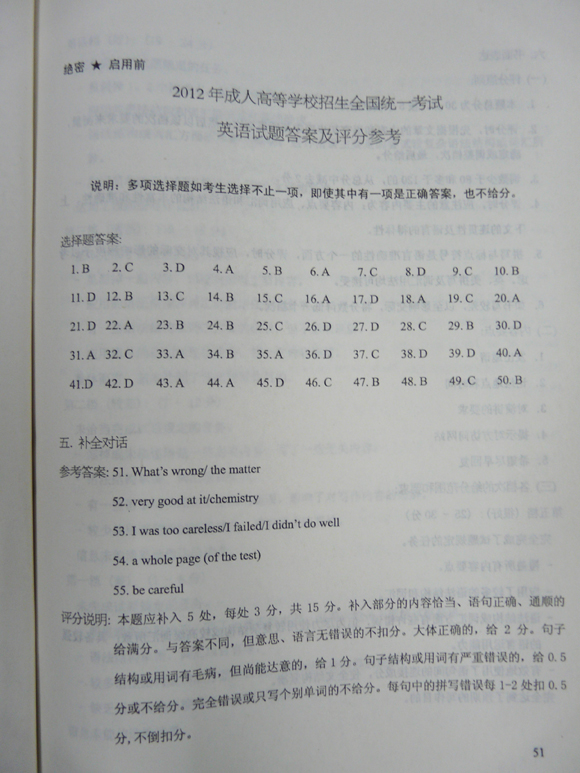 绝密 ★ 启用前
2012 年成人高等学校招生全国统一考试
英语试题答案及评分参考
说明：多项选择题如考生选择不止一项，即使其中有一项是正确答案，也不给分。
选择题答案:
1. B 2. C 3. D 4. A 5. B 6. A 7. C 8. D 9. C 10. B
11. D 12. B 13. C 14. B 15. C 16. A 17. D 18. A 19. C 20. A
21. D 22. A 23. B 24. B 25. C 26. D 27. D 28. C 29. B 30. D
31. A 32. C 33. A 34. B 35. A 36. D 37. C 38. D 39. D 40. A
41. D 42. D 43. A 44. A 45. D 46. C 47. B 48. B 49. C 50. B
五. 补全对话
参考答案: 51. What's wrong/ the matter
52. very good at it/chemistry
53. I was too careless/I failed/I didn't do well
54. a whole page (of the test)
55. be careful
评分说明: 本题应补入 5 处，每处 3 分，共 15 分。补入部分的内容恰当、语句正确、通顺的
给满分。与答案不同，但意思、语言无错误的不扣分。大体正确的，给 2 分。句子
结构或用词有毛病，但尚能达意的，给 1 分。句子结构或用词有严重错误的，给 0.5
分或不给分。完全错误或只写个别单词的不给分。每句中的拼写错误每 1-2 处扣 0.5
分, 不倒扣分。
51